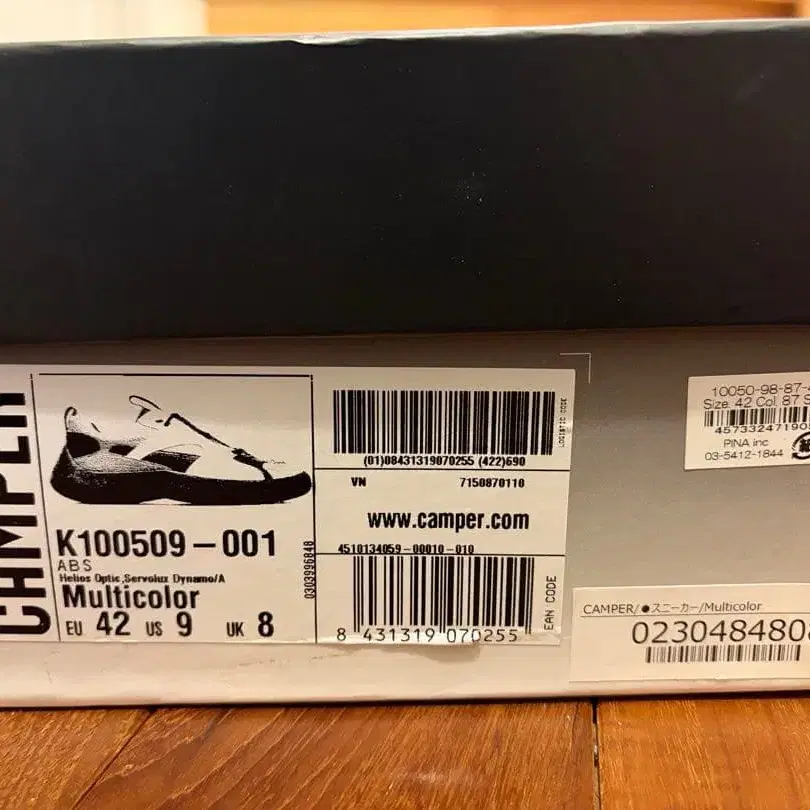 CAMPER
K100509-001
ABS
Helios Optic,Servolux Dynamo/A
Multicolor
EU 42 US 9 UK 8
0303996848
(01)08431319070255 (422)690
VN 7150870110
www.camper.com
4510134059-00010-010
8 431319 070255
EAN CODE
10050-98-87-
Size. 42 Col. 87 S
45733247190
PINA inc
03-5412-1844
CAMPER/●スニーカー/Multicolor
0230484808